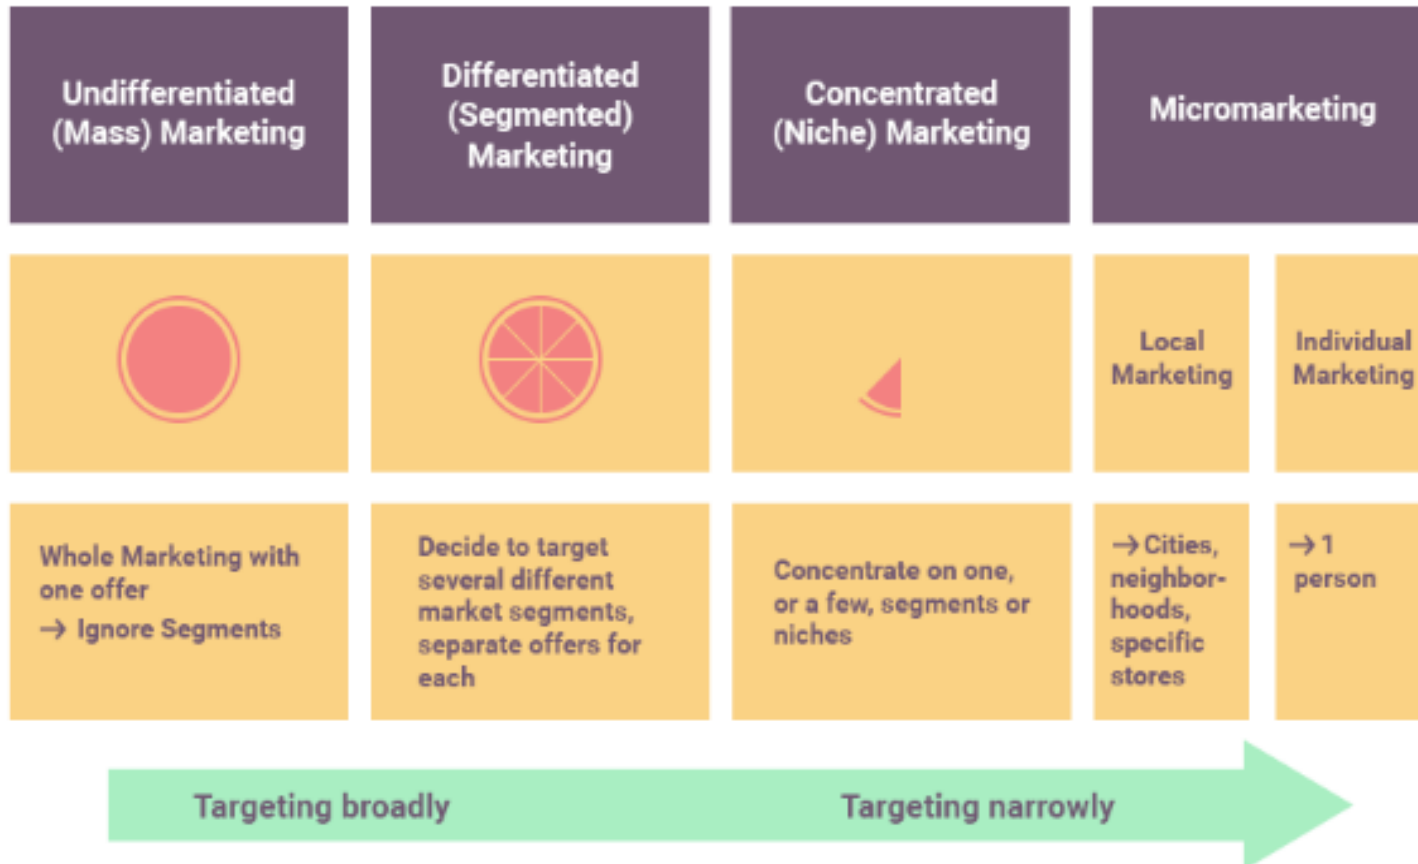 Undifferentiated
(Mass) Marketing
Differentiated
(Segmented)
Marketing
Concentrated
(Niche) Marketing
Micromarketing
Local
Marketing
Individual
Marketing
Whole Marketing with
one offer
→ Ignore Segments
Decide to target
several different
market segments,
separate offers for
each
Concentrate on one,
or a few, segments or
niches
→ Cities,
neighbor-
hoods,
specific
stores
→ 1
person
Targeting broadly
Targeting narrowly